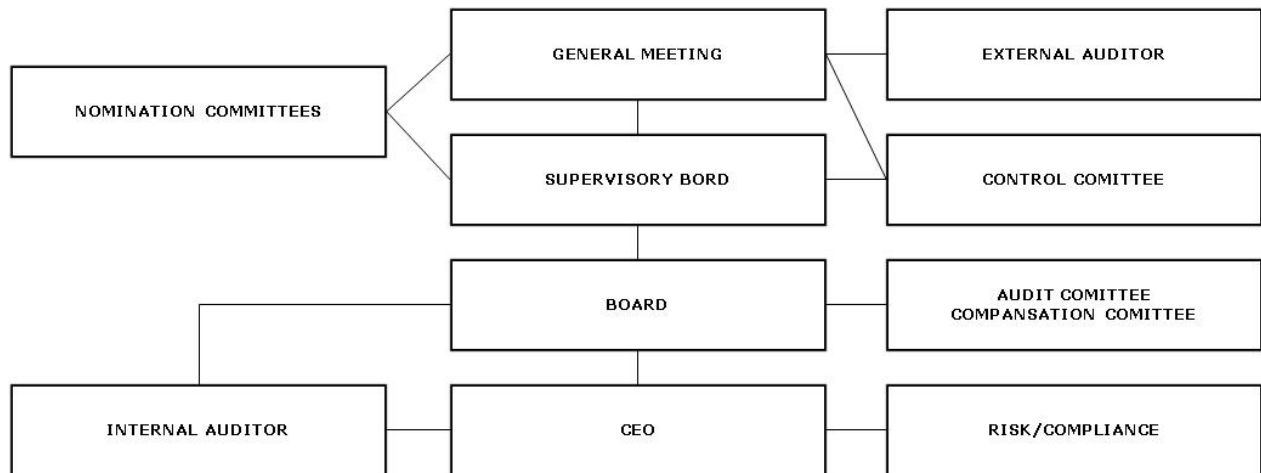 GENERAL MEETING
EXTERNAL AUDITOR
NOMINATION COMMITTEES
SUPERVISORY BORD
CONTROL COMITTEE
BOARD
AUDIT COMITTEE
COMPANSATION COMITTEE
INTERNAL AUDITOR
CEO
RISK/COMPLIANCE